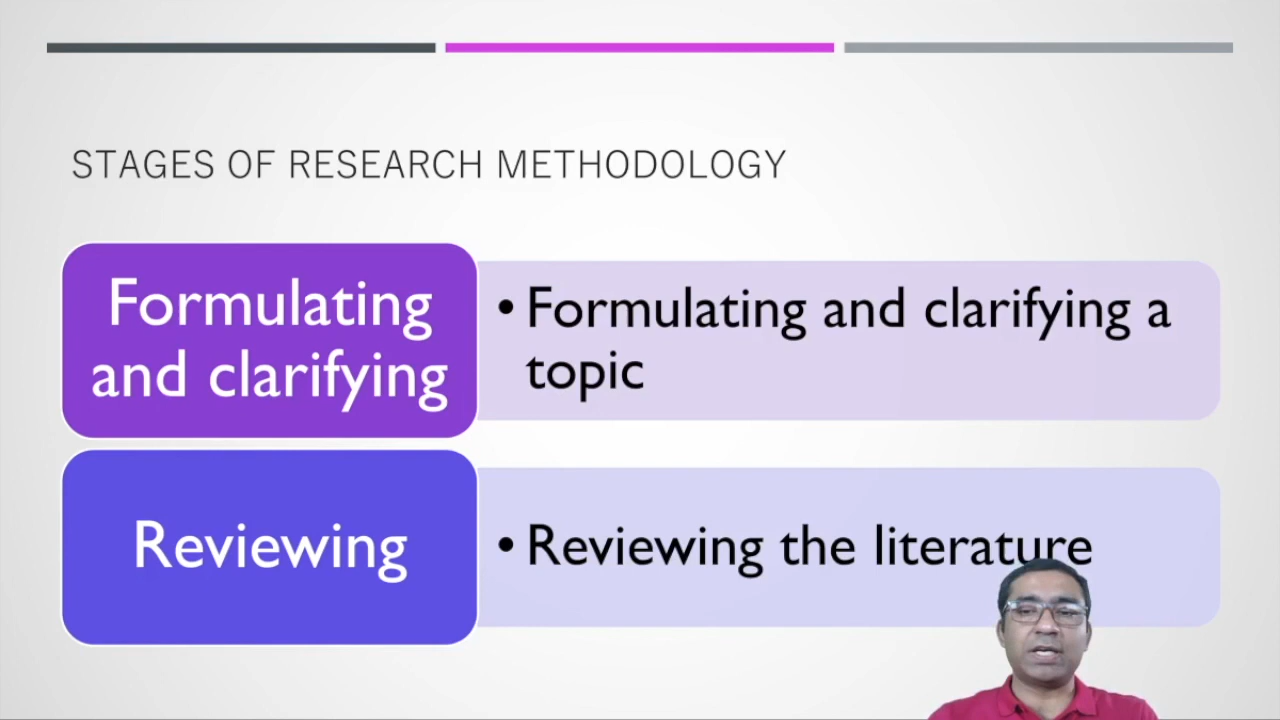 STAGES OF RESEARCH METHODOLOGY
Formulating
and clarifying
• Formulating and clarifying a
topic
Reviewing
• Reviewing the literature